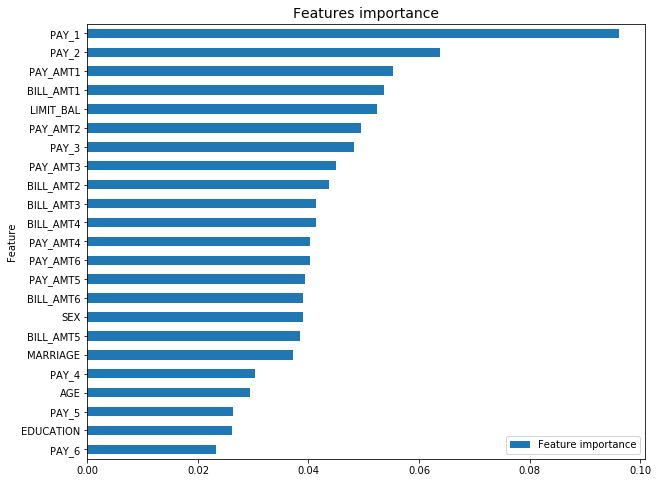 Features importance
PAY_1
PAY_2
PAY_AMT1
BILL_AMT1
LIMIT_BAL
PAY_AMT2
PAY_3
PAY_AMT3
BILL_AMT2
BILL_AMT3
BILL_AMT4
PAY_AMT4
PAY_AMT6
PAY_AMT5
BILL_AMT6
SEX
BILL_AMT5
MARRIAGE
PAY_4
AGE
PAY_5
EDUCATION
PAY_6
Feature
Feature importance
0.00 0.02 0.04 0.06 0.08 0.10